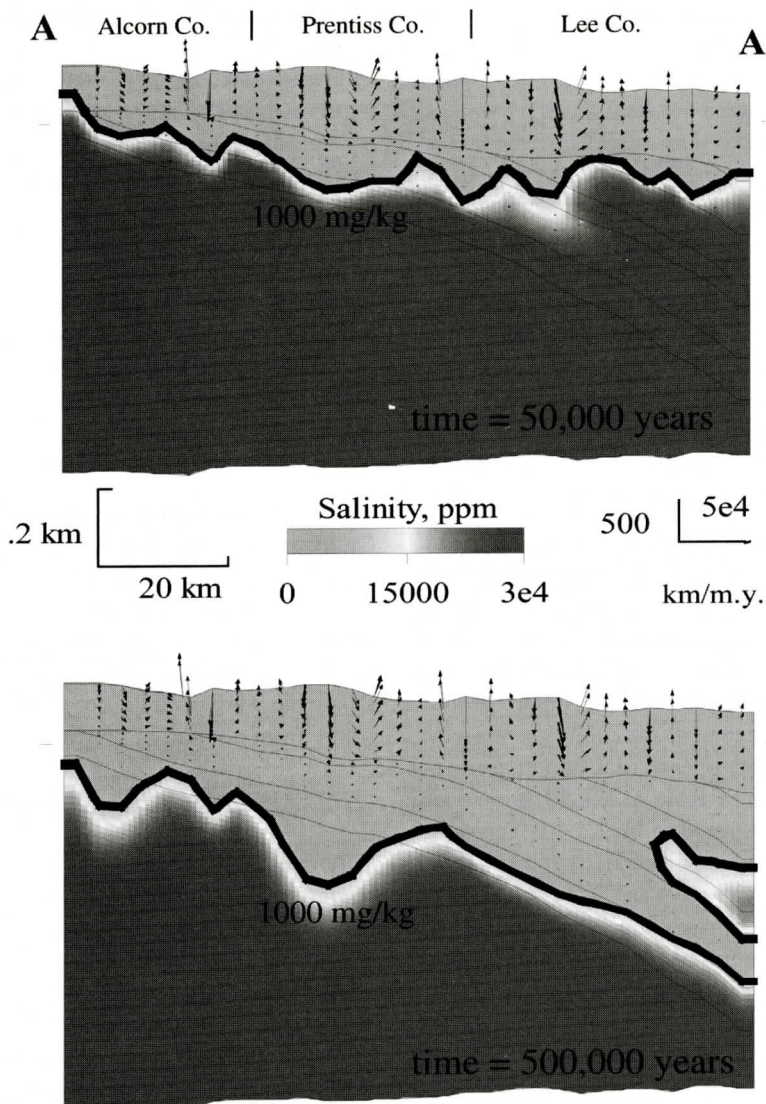 A Alcorn Co. | Prentiss Co. | Lee Co. A
1000 mg/kg
time = 50,000 years
.2 km
20 km
Salinity, ppm
0 15000 3e4
500 5e4
km/m.y.
1000 mg/kg
time = 500,000 years